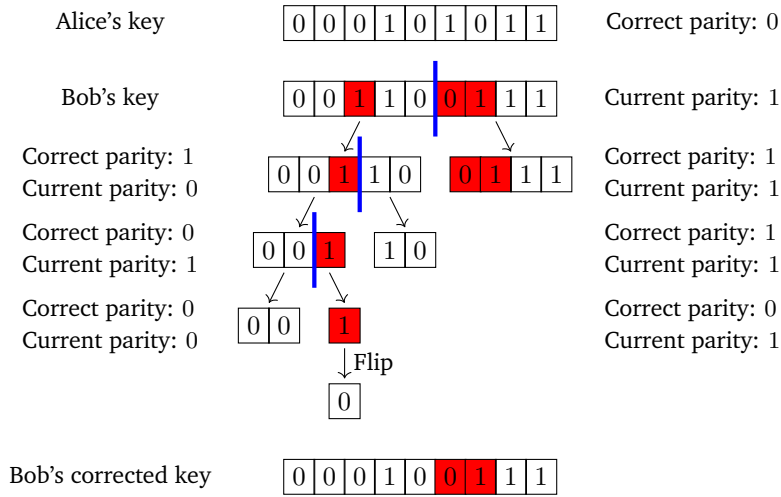 Alice's key 0 0 0 1 0 1 0 1 1 Correct parity: 0
Bob's key 0 0 1 1 0 0 1 1 1 Current parity: 1
Correct parity: 1 Correct parity: 1
Current parity: 0 0 0 1 1 0 0 1 1 1 Current parity: 1
Correct parity: 0 Correct parity: 1
Current parity: 1 0 0 1 1 0 Current parity: 1
Correct parity: 0 Correct parity: 0
Current parity: 0 0 0 1 Current parity: 1
Flip
0
Bob's corrected key 0 0 0 1 0 0 1 1 1